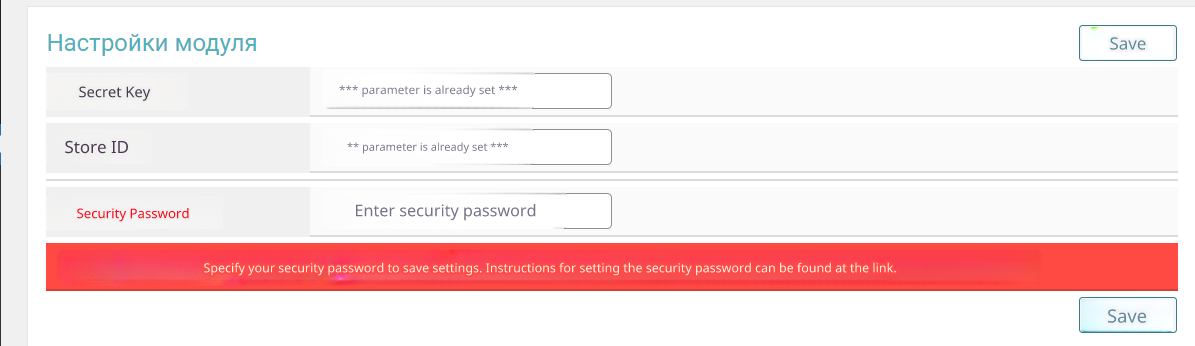 Настройки модуля
Save
Secret Key
*** parameter is already set ***
Store ID
** parameter is already set ***
Security Password
Enter security password
Specify your security password to save settings. Instructions for setting the security password can be found at the link.
Save